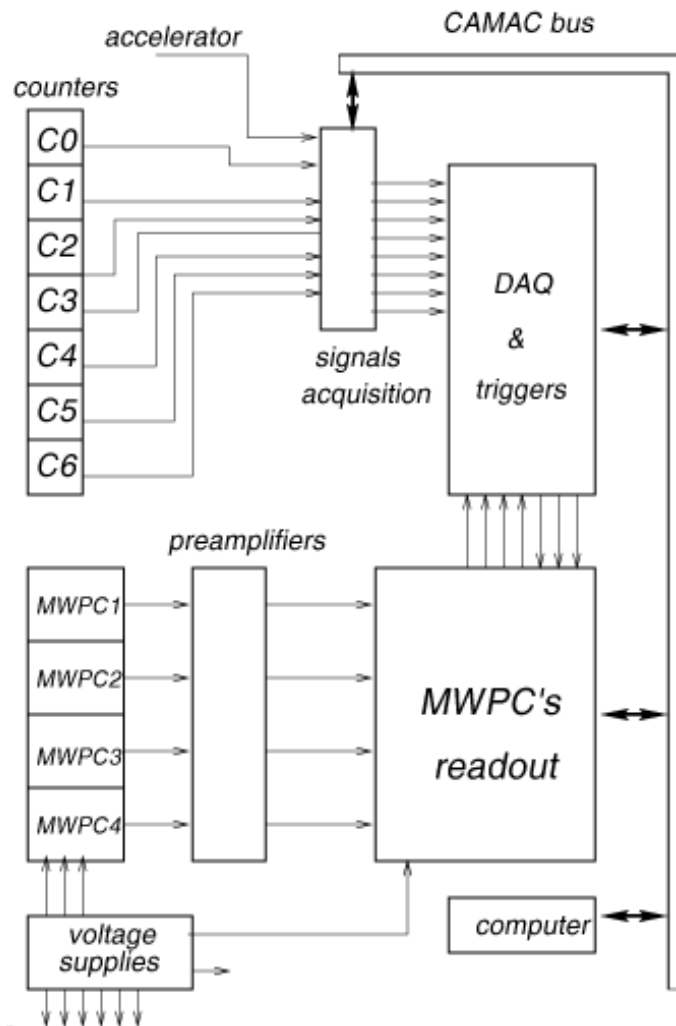 CAMAC bus
accelerator
counters
C0
C1
C2
C3
C4
C5
C6
signals
acquisition
DAQ
&
triggers
preamplifiers
MWPC1
MWPC2
MWPC3
MWPC4
MWPC's
readout
voltage
supplies
computer